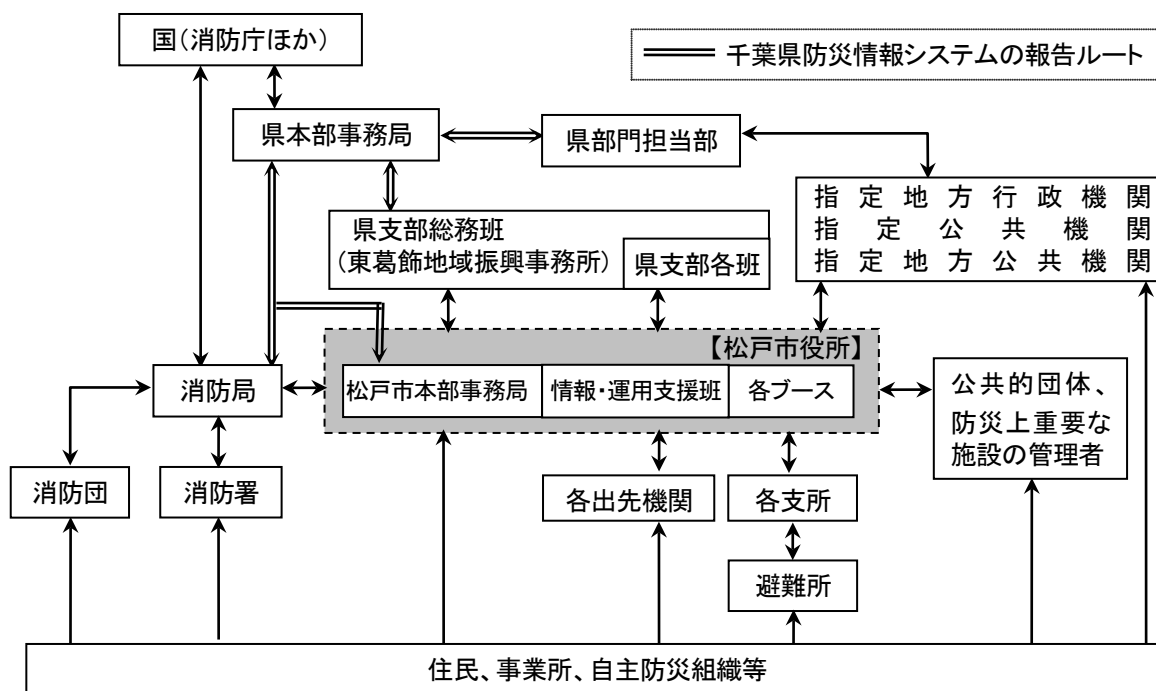 国(消防庁ほか)
千葉県防災情報システムの報告ルート
県本部事務局
県部門担当部
指定地方行政機関
指定公共機関
指定地方公共機関
県支部総務班
(東葛飾地域振興事務所)
県支部各班
【松戸市役所】
消防局
松戸市本部事務局
情報・運用支援班
各ブース
公共的団体、
防災上重要な
施設の管理者
消防団
消防署
各出先機関
各支所
避難所
住民、事業所、自主防災組織等